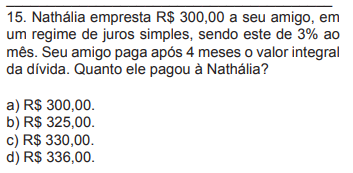 15. Nathália empresta R$ 300,00 a seu amigo, em
um regime de juros simples, sendo este de 3% ao
mês. Seu amigo paga após 4 meses o valor integral
da dívida. Quanto ele pagou à Nathália?
a) R$ 300,00.
b) R$ 325,00.
c) R$ 330,00.
d) R$ 336,00.